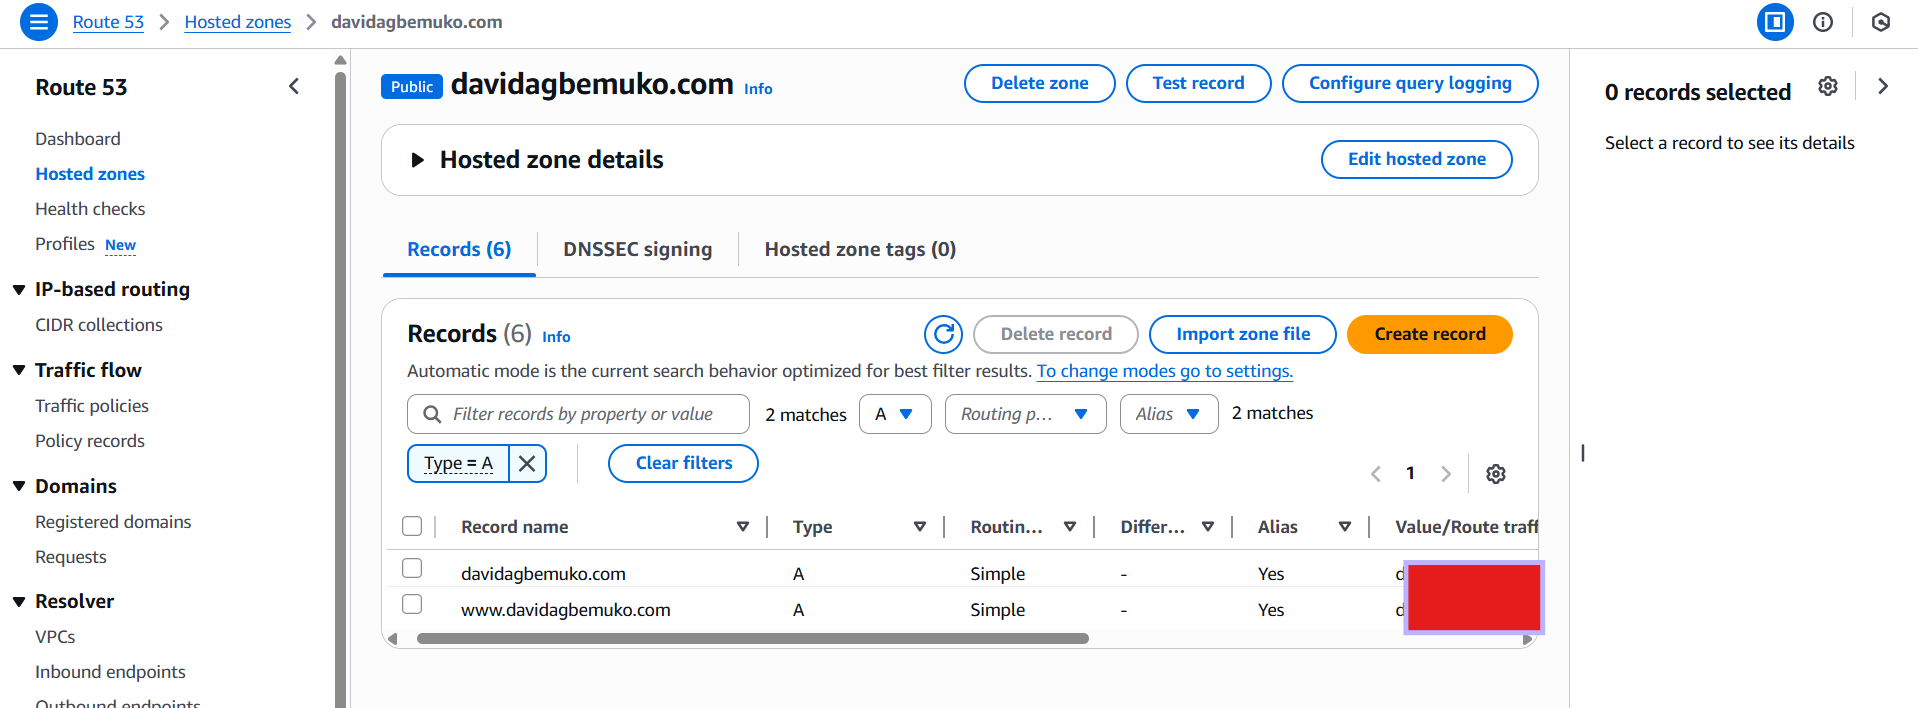 Route 53 > Hosted zones > davidagbemuko.com
Route 53
Dashboard
Hosted zones
Health checks
Profiles New
IP-based routing
CIDR collections
Traffic flow
Traffic policies
Policy records
Domains
Registered domains
Requests
Resolver
VPCs
Inbound endpoints
Outbound endpoints
Public davidagbemuko.com Info
Delete zone Test record Configure query logging
Hosted zone details Edit hosted zone
Records (6) DNSSEC signing Hosted zone tags (0)
Records (6) Info Delete record Import zone file Create record
Automatic mode is the current search behavior optimized for best filter results. To change modes go to settings.
Filter records by property or value 2 matches A Routing p... Alias 2 matches
Type = A Clear filters
1
Record name Type Routin... Differ... Alias Value/Route traff
davidagbemuko.com A Simple - Yes d
www.davidagbemuko.com A Simple - Yes d
0 records selected
Select a record to see its details